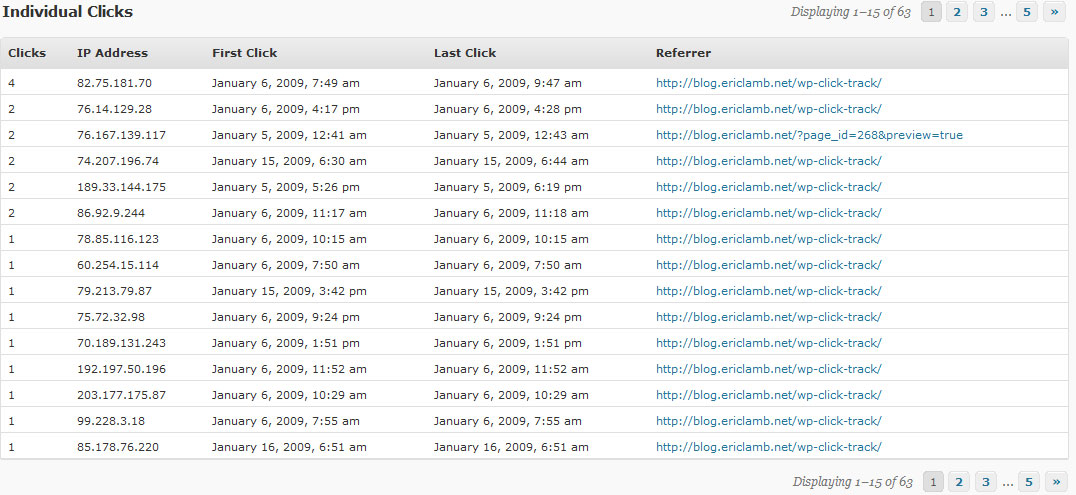 Individual Clicks Displaying 1–15 of 63 1 2 3 ... 5 »
Clicks IP Address First Click Last Click Referrer
4 82.75.181.70 January 6, 2009, 7:49 am January 6, 2009, 9:47 am http://blog.ericlamb.net/wp-click-track/
2 76.14.129.28 January 6, 2009, 4:17 pm January 6, 2009, 4:28 pm http://blog.ericlamb.net/wp-click-track/
2 76.167.139.117 January 5, 2009, 12:41 am January 5, 2009, 12:43 am http://blog.ericlamb.net/?page_id=268&preview=true
2 74.207.196.74 January 15, 2009, 6:30 am January 15, 2009, 6:44 am http://blog.ericlamb.net/wp-click-track/
2 189.33.144.175 January 5, 2009, 5:26 pm January 5, 2009, 6:19 pm http://blog.ericlamb.net/wp-click-track/
2 86.92.9.244 January 6, 2009, 11:17 am January 6, 2009, 11:18 am http://blog.ericlamb.net/wp-click-track/
1 78.85.116.123 January 6, 2009, 10:15 am January 6, 2009, 10:15 am http://blog.ericlamb.net/wp-click-track/
1 60.254.15.114 January 6, 2009, 7:50 am January 6, 2009, 7:50 am http://blog.ericlamb.net/wp-click-track/
1 79.213.79.87 January 15, 2009, 3:42 pm January 15, 2009, 3:42 pm http://blog.ericlamb.net/wp-click-track/
1 75.72.32.98 January 6, 2009, 9:24 pm January 6, 2009, 9:24 pm http://blog.ericlamb.net/wp-click-track/
1 70.189.131.243 January 6, 2009, 1:51 pm January 6, 2009, 1:51 pm http://blog.ericlamb.net/wp-click-track/
1 192.197.50.196 January 6, 2009, 11:52 am January 6, 2009, 11:52 am http://blog.ericlamb.net/wp-click-track/
1 203.177.175.87 January 6, 2009, 10:29 am January 6, 2009, 10:29 am http://blog.ericlamb.net/wp-click-track/
1 99.228.3.18 January 6, 2009, 7:55 am January 6, 2009, 7:55 am http://blog.ericlamb.net/wp-click-track/
1 85.178.76.220 January 16, 2009, 6:51 am January 16, 2009, 6:51 am http://blog.ericlamb.net/wp-click-track/
Displaying 1–15 of 63 1 2 3 ... 5 »